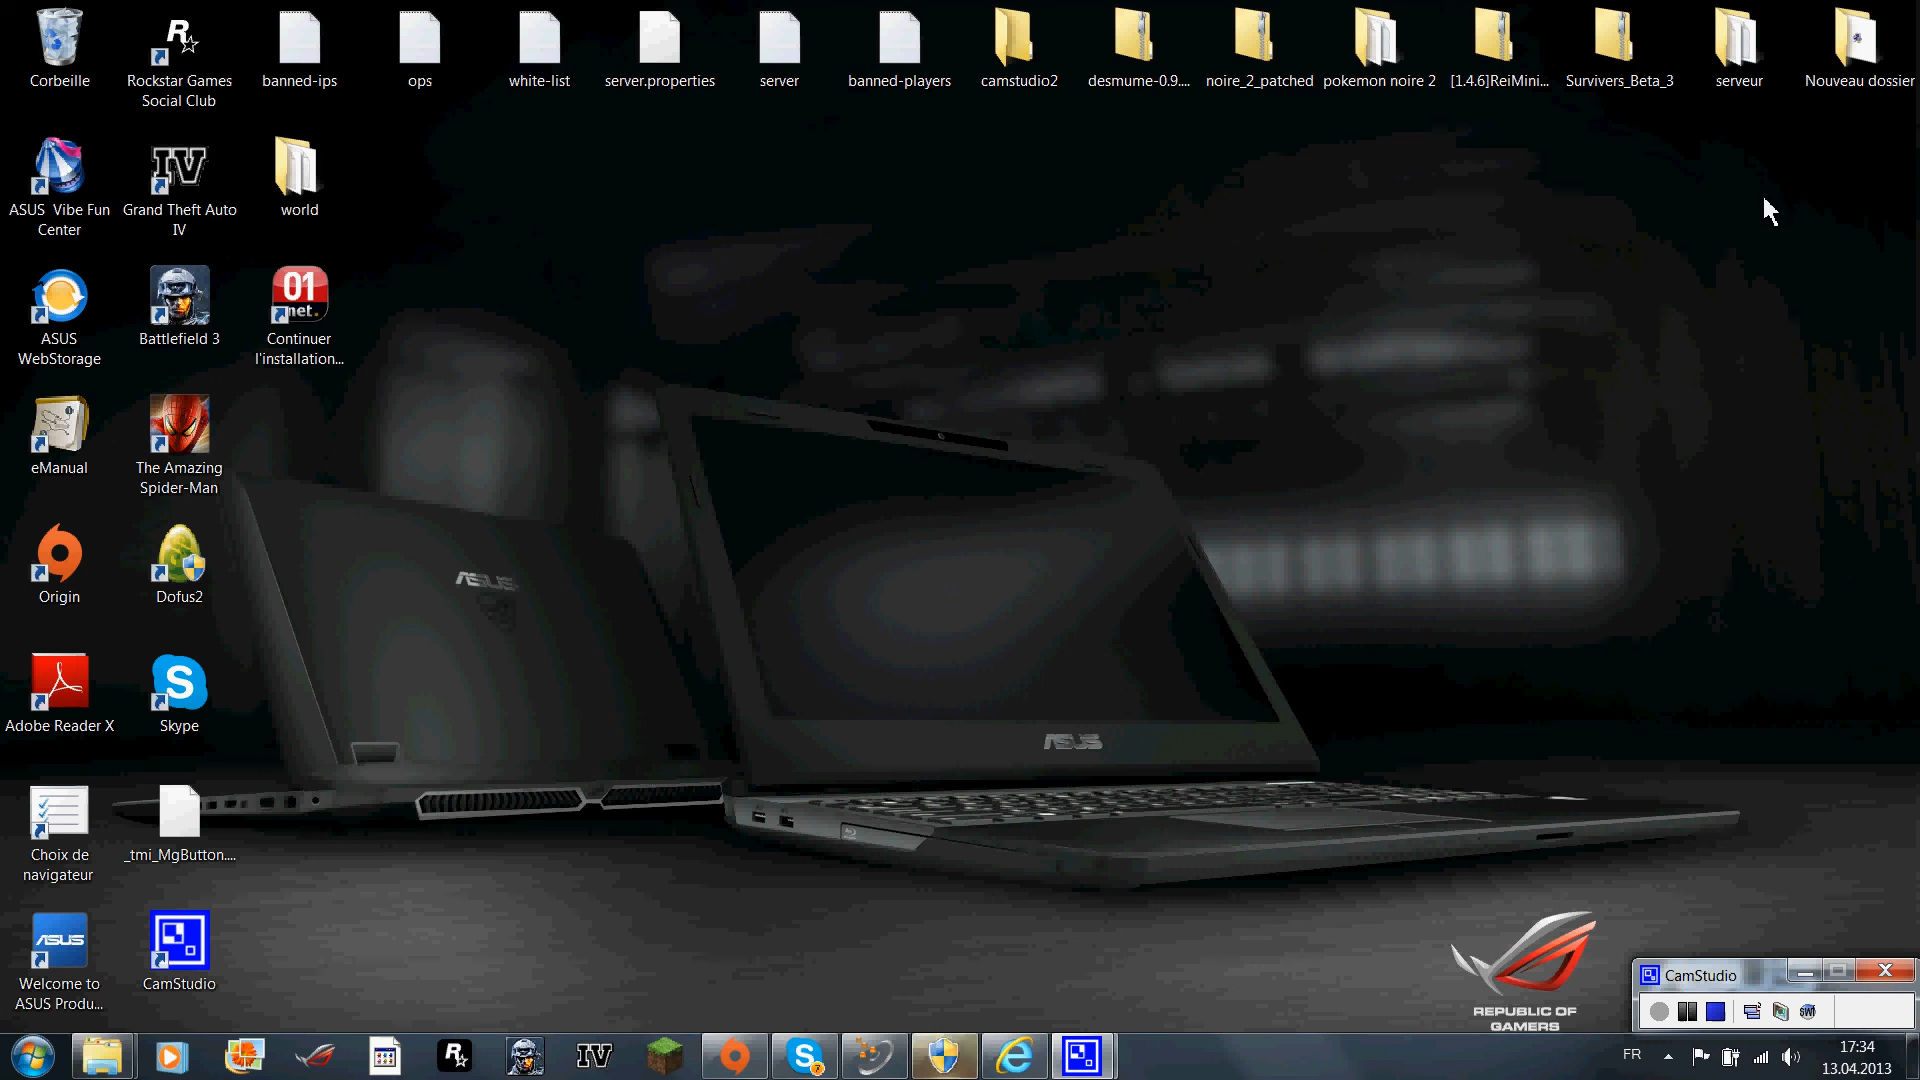 Corbeille
Rockstar Games
Social Club
banned-ips
ops
white-list
server.properties
server
banned-players
camstudio2
desmume-0.9....
noire_2_patched
pokemon noire 2
[1.4.6]ReiMini...
Survivers_Beta_3
serveur
Nouveau dossier
ASUS Vibe Fun
Center
Grand Theft Auto
IV
world
ASUS
WebStorage
Battlefield 3
01
net.
Continuer
l'installation...
eManual
The Amazing
Spider-Man
Origin
Dofus2
Adobe Reader X
Skype
Choix de
navigateur
_tmi_MgButton....
Welcome to
ASUS Produ...
CamStudio
ASUS
ASUS
REPUBLIC OF
GAMERS
CamStudio
FR
17:34
13.04.2013